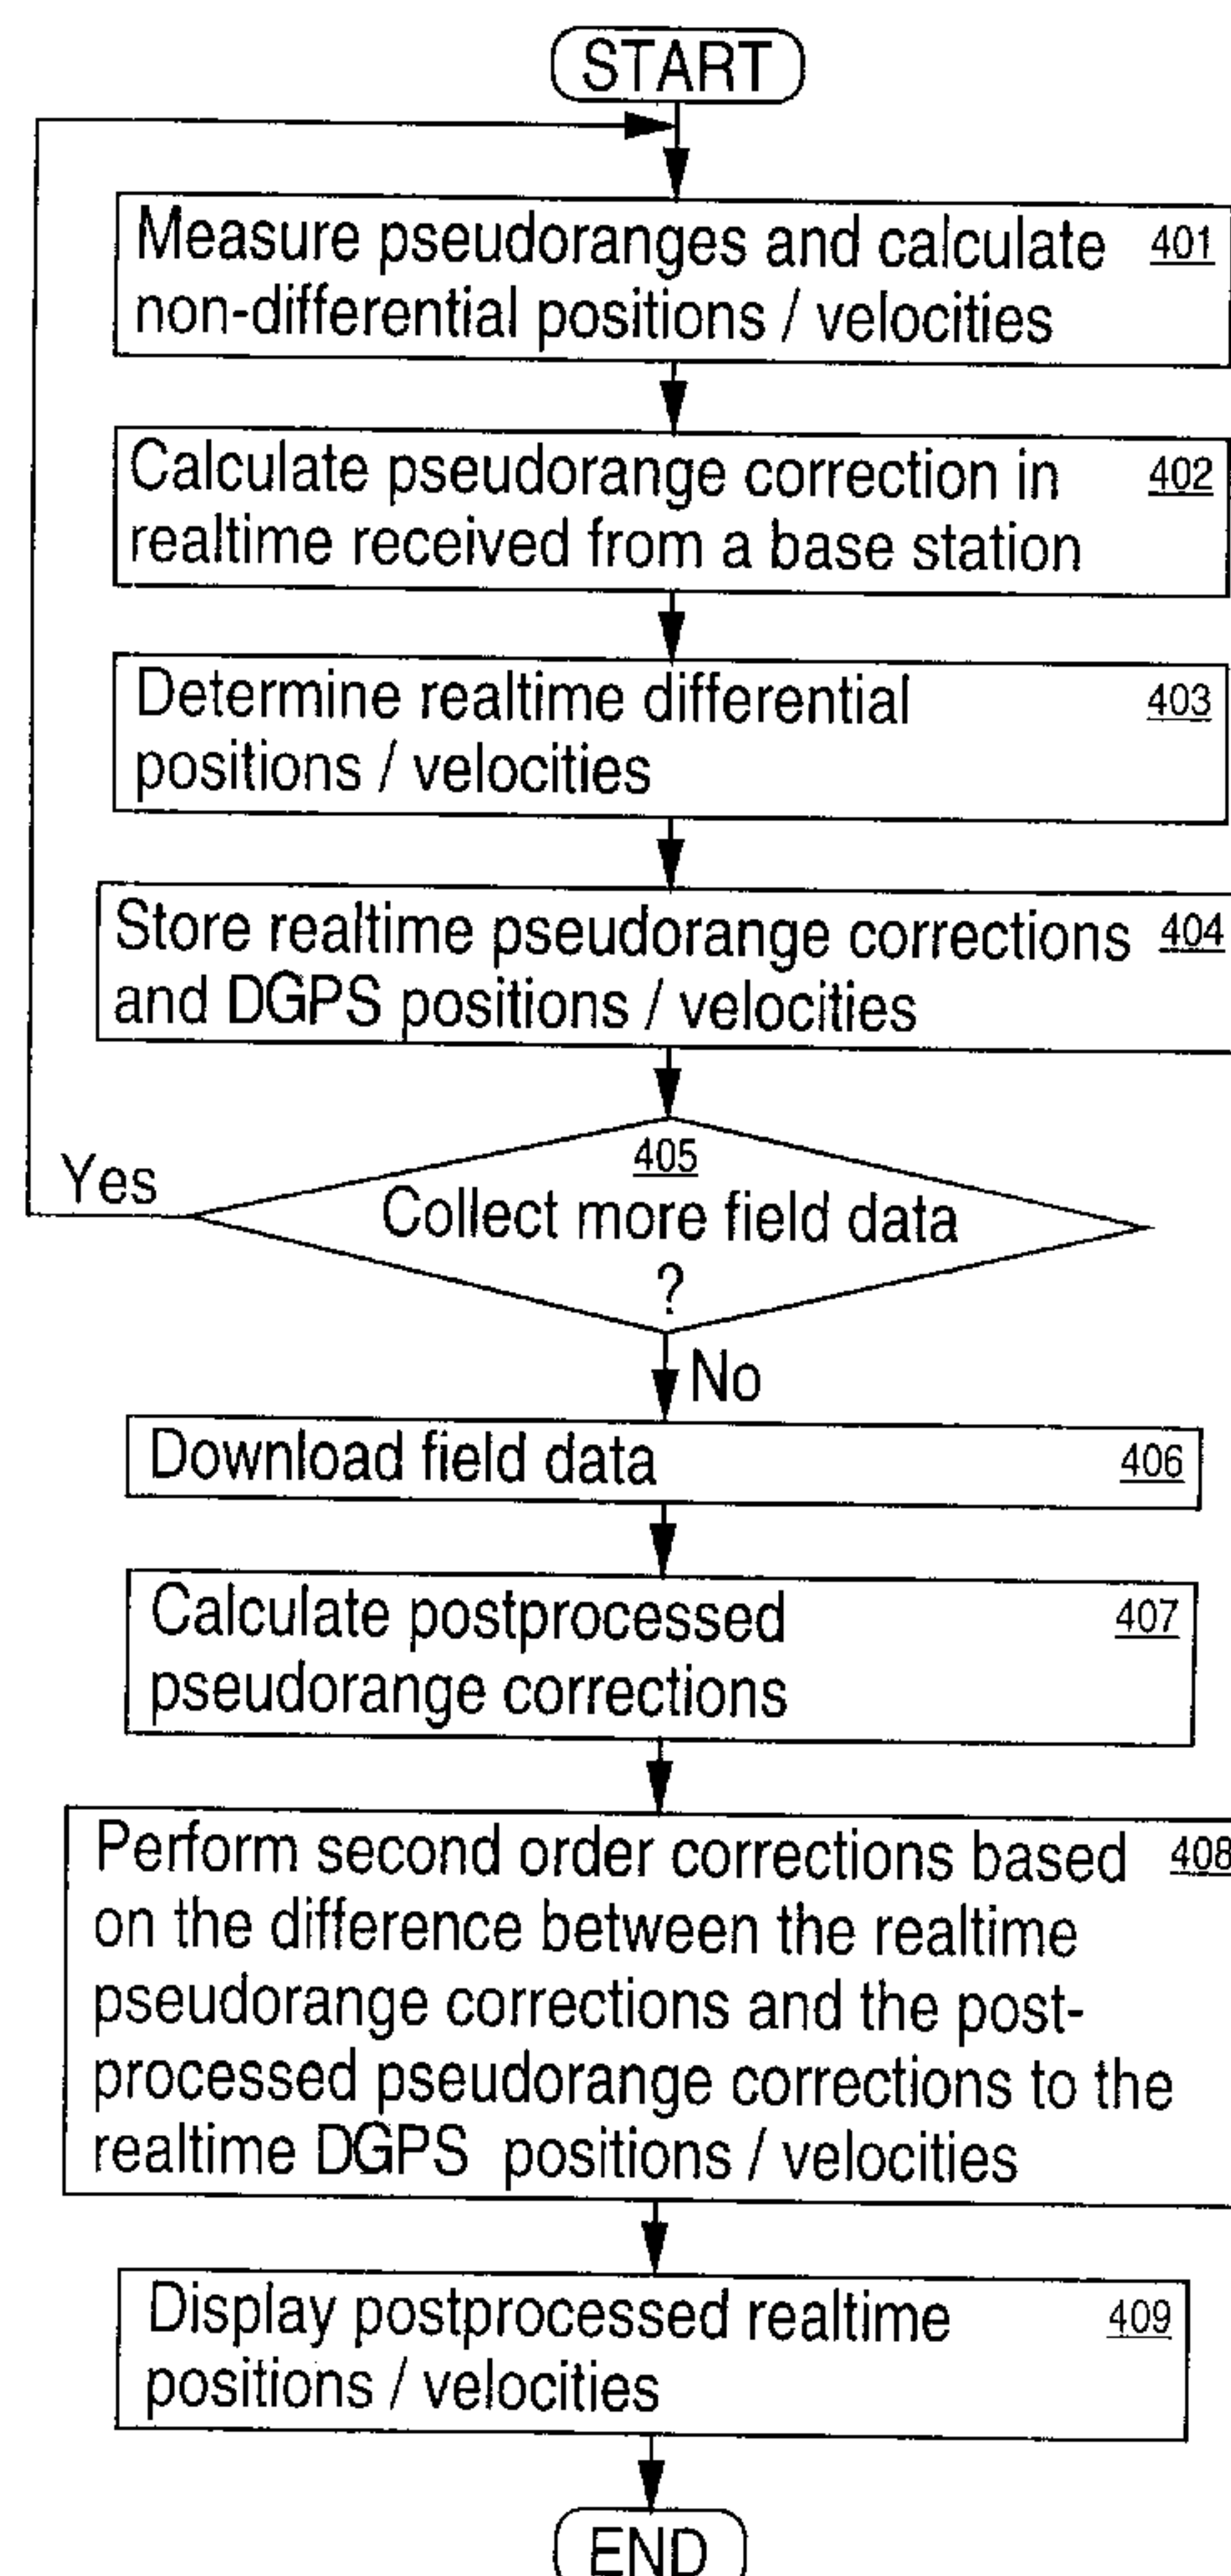 START
Measure pseudoranges and calculate 401
non-differential positions / velocities
Calculate pseudorange correction in 402
realtime received from a base station
Determine realtime differential 403
positions / velocities
Store realtime pseudorange corrections 404
and DGPS positions / velocities
405
Yes
Collect more field data
?
No
Download field data 406
Calculate postprocessed 407
pseudorange corrections
Perform second order corrections based 408
on the difference between the realtime
pseudorange corrections and the post-
processed pseudorange corrections to the
realtime DGPS positions / velocities
Display postprocessed realtime 409
positions / velocities
END